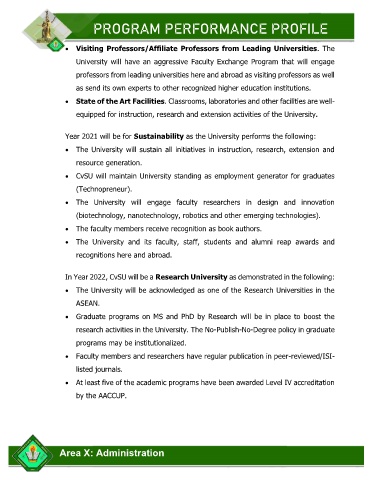 PROGRAM PERFORMANCE PROFILE
• Visiting Professors/Affiliate Professors from Leading Universities. The
University will have an aggressive Faculty Exchange Program that will engage
professors from leading universities here and abroad as visiting professors as well
as send its own experts to other recognized higher education institutions.
• State of the Art Facilities. Classrooms, laboratories and other facilities are well-
equipped for instruction, research and extension activities of the University.
Year 2021 will be for Sustainability as the University performs the following:
• The University will sustain all initiatives in instruction, research, extension and
resource generation.
• CvSU will maintain University standing as employment generator for graduates
(Technopreneur).
• The University will engage faculty researchers in design and innovation
(biotechnology, nanotechnology, robotics and other emerging technologies).
• The faculty members receive recognition as book authors.
• The University and its faculty, staff, students and alumni reap awards and
recognitions here and abroad.
In Year 2022, CvSU will be a Research University as demonstrated in the following:
• The University will be acknowledged as one of the Research Universities in the
ASEAN.
• Graduate programs on MS and PhD by Research will be in place to boost the
research activities in the University. The No-Publish-No-Degree policy in graduate
programs may be institutionalized.
• Faculty members and researchers have regular publication in peer-reviewed/ISI-
listed journals.
• At least five of the academic programs have been awarded Level IV accreditation
by the AACCUP.
Area X: Administration